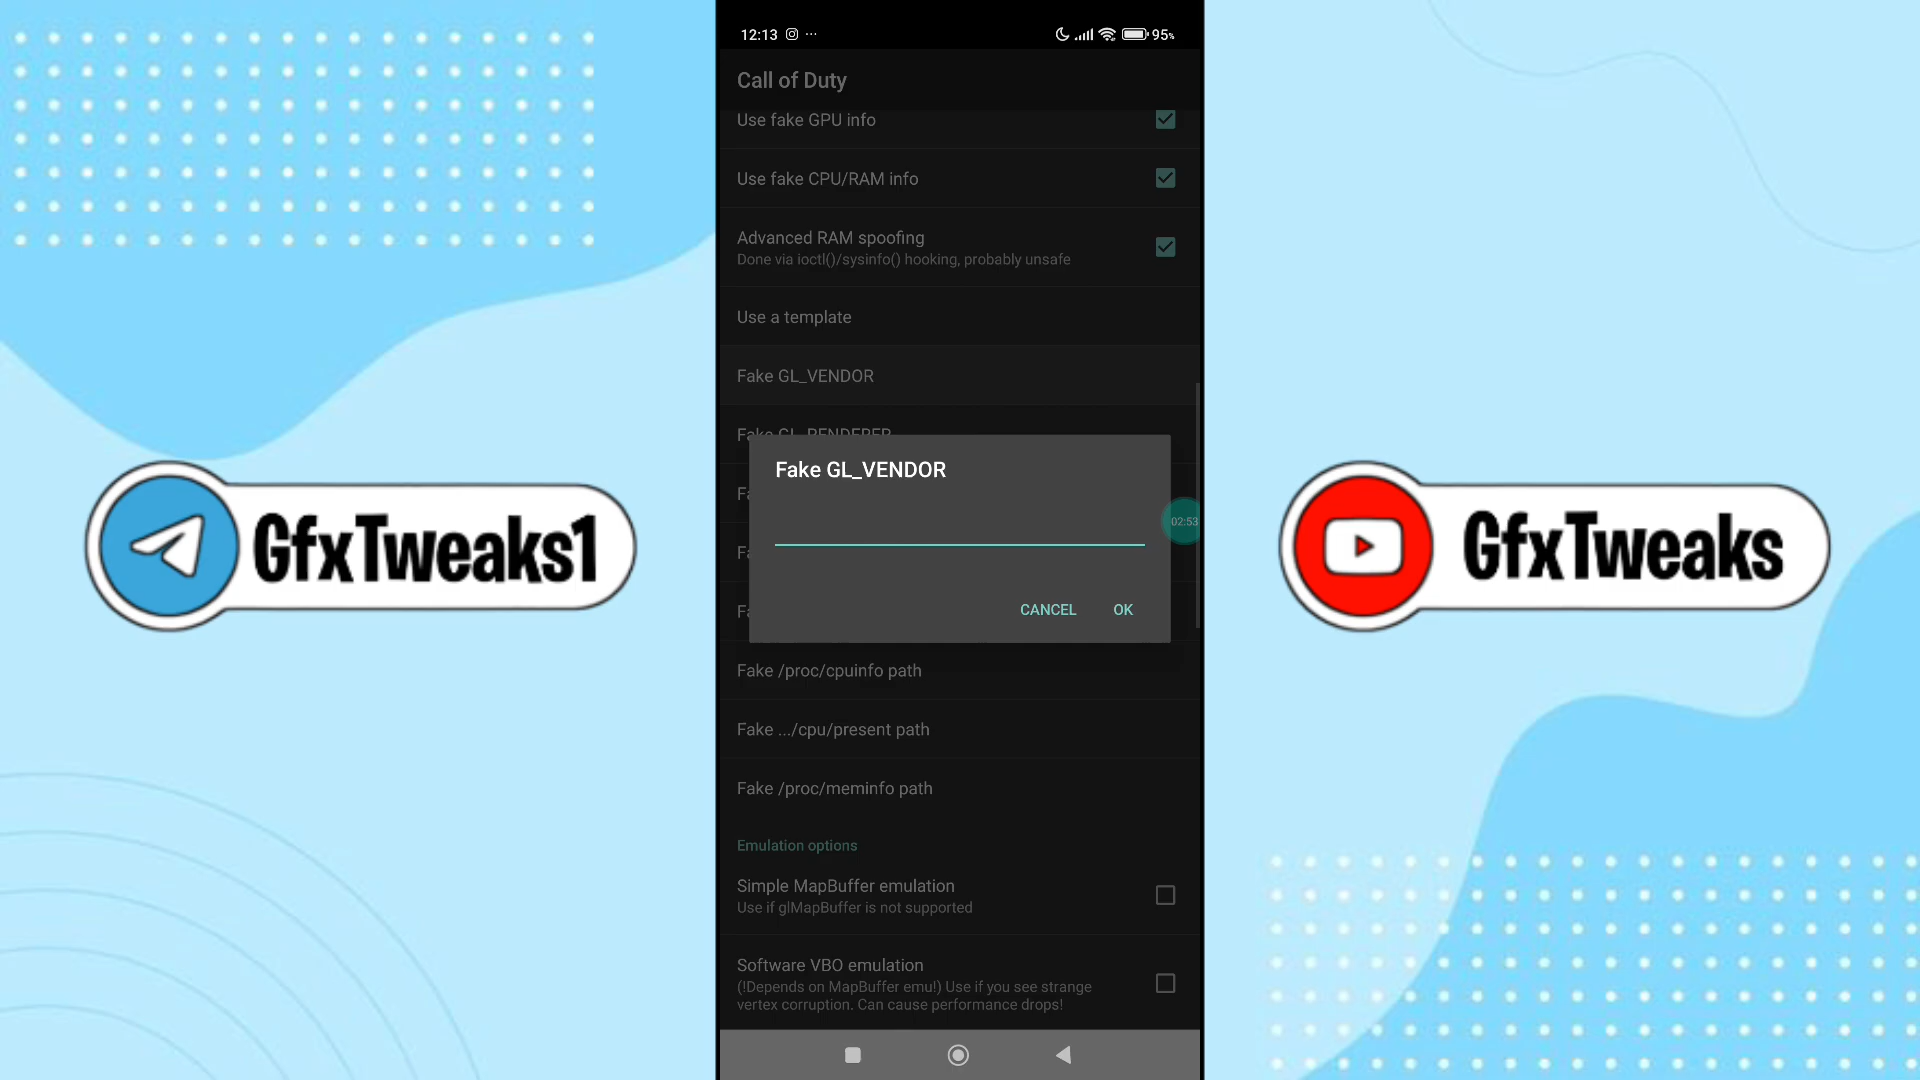 12:13
95%
Call of Duty
Use fake GPU info
Use fake CPU/RAM info
Advanced RAM spoofing
Done via ioctl()/sysinfo() hooking, probably unsafe
Use a template
Fake GL_VENDOR
Fake GL_RENDERER
Fake GL_VENDOR
02:53
CANCEL
OK
Fake /proc/cpuinfo path
Fake .../cpu/present path
Fake /proc/meminfo path
Emulation options
Simple MapBuffer emulation
Use if glMapBuffer is not supported
Software VBO emulation
(!Depends on MapBuffer emu!) Use if you see strange
vertex corruption. Can cause performance drops!
GfxTweaks1
GfxTweaks